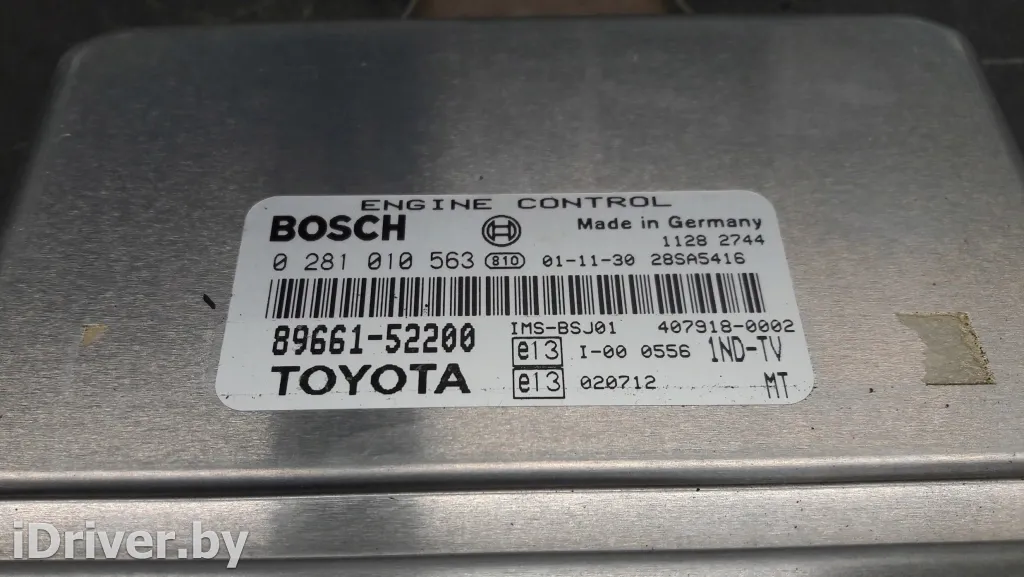 ENGINE CONTROL
BOSCH Made in Germany
1128 2744
0 281 010 563 810 01-11-30 28SA5416
89661-52200 IMS-BSJ01 407918-0002
e13 I-00 0556 1ND-TV
TOYOTA e13 020712 MT
iDriver.by